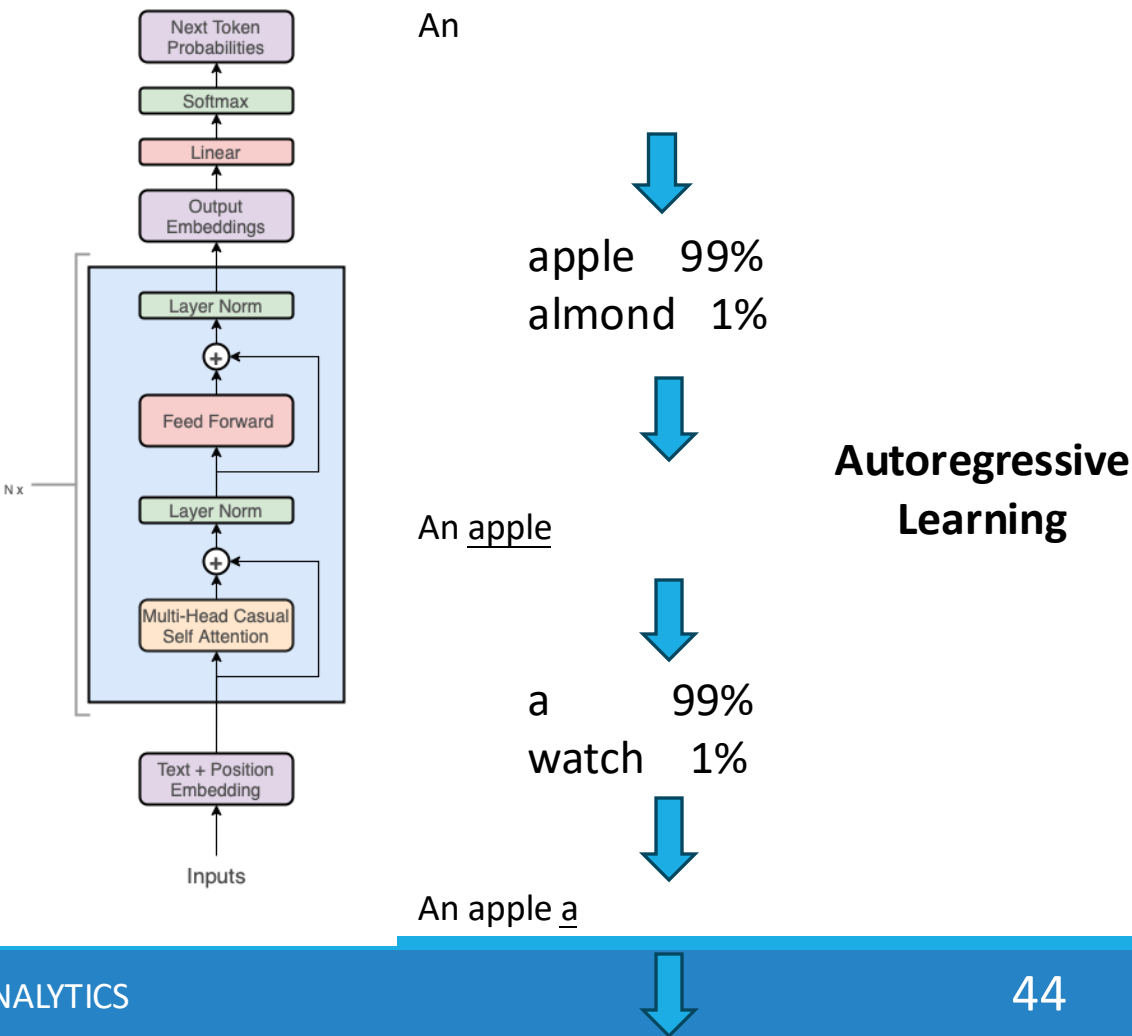 Next Token
Probabilities
Softmax
Linear
Output
Embeddings
Layer Norm
+
Feed Forward
N x
Layer Norm
+
Multi-Head Casual
Self Attention
Text + Position
Embedding
Inputs
An
apple 99%
almond 1%
An apple
a 99%
watch 1%
An apple a
Autoregressive
Learning
NALYTICS
44